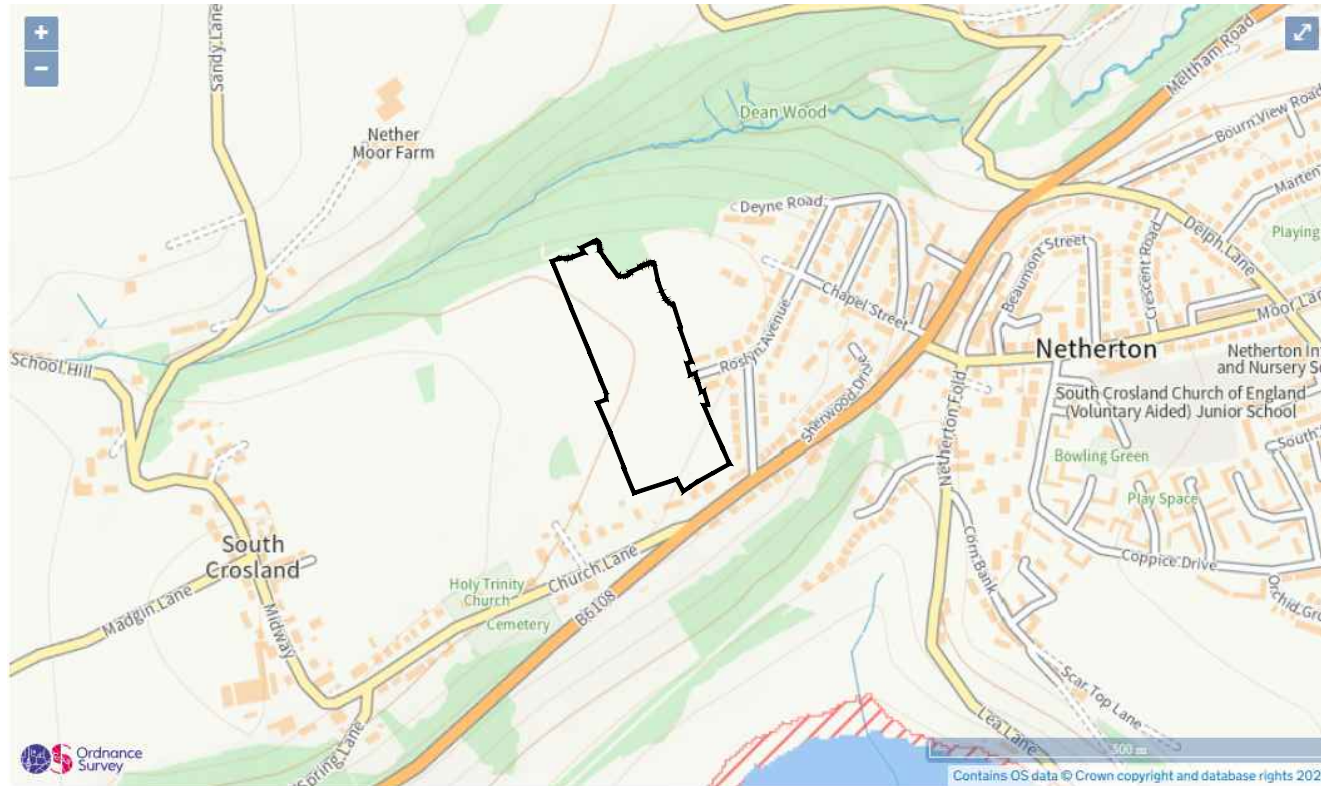 +
−
Sandy Lane
Nether
Moor Farm
Dean Wood
Meltham Road
Bourn View Road
Deyne Road
Marten
Playing
Delph Lane
Crescent Road
Beaumont Street
Chapel Street
Roslyn Avenue
Moor Lan
Netherton
Netherton In
and Nursery Sc
School Hill
Sherwood Drive
Netherton Fold
South Crosland Church of England
(Voluntary Aided) Junior School
South
Bowling Green
Play Space
South
Crosland
Church Lane
Holy Trinity
Church
Cemetery
B6108
Corn Bank
Coppice Drive
Orchid Gro
Madgin Lane
Midway
Scar Top Lane
Lea Lane
Spring Lane
Ordnance
Survey
300 m
Contains OS data © Crown copyright and database rights 202